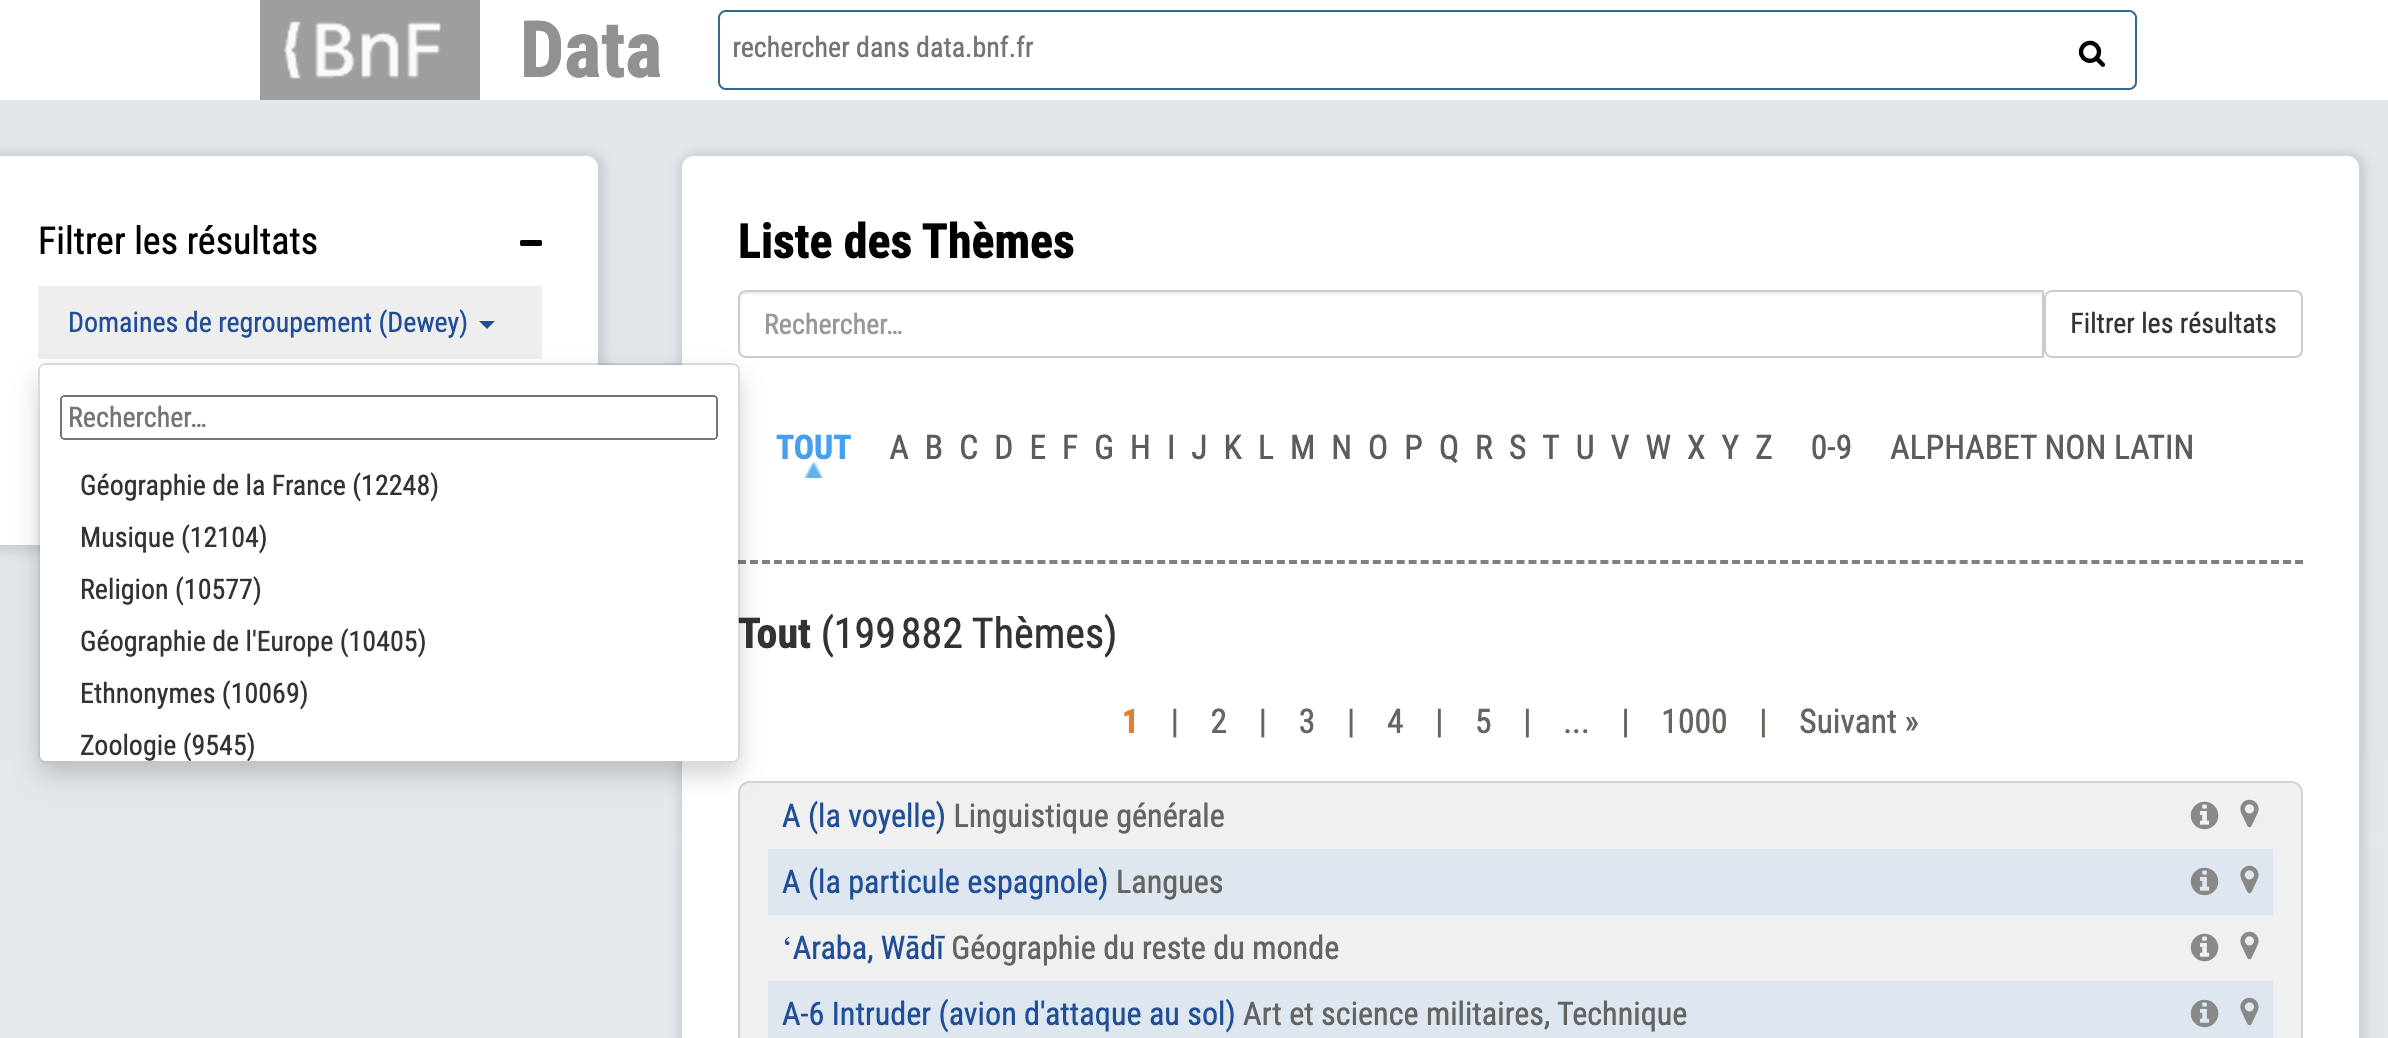 BnF Data
rechercher dans data.bnf.fr
Filtrer les résultats
Domaines de regroupement (Dewey)
Rechercher...
Géographie de la France (12248)
Musique (12104)
Religion (10577)
Géographie de l'Europe (10405)
Ethnonymes (10069)
Zoologie (9545)
Liste des Thèmes
Rechercher...
Filtrer les résultats
TOUT A B C D E F G H I J K L M N O P Q R S T U V W X Y Z 0-9 ALPHABET NON LATIN
Tout (199 882 Thèmes)
1 | 2 | 3 | 4 | 5 | ... | 1000 | Suivant »
A (la voyelle) Linguistique générale
A (la particule espagnole) Langues
ʻAraba, Wādī Géographie du reste du monde
A-6 Intruder (avion d'attaque au sol) Art et science militaires, Technique